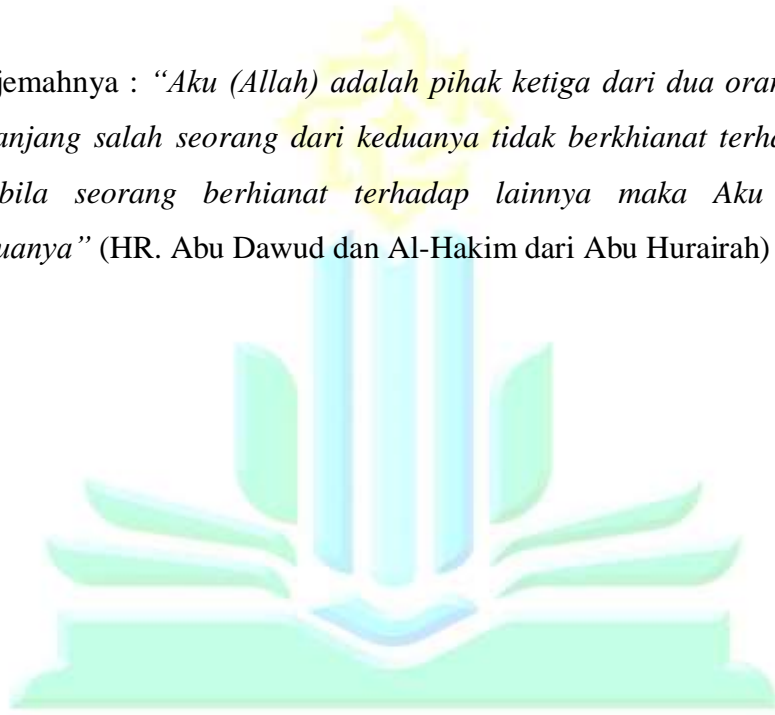 jemahnya : “Aku (Allah) adalah pihak ketiga dari dua oran
anjang salah seorang dari keduanya tidak berkhianat terha
bila seorang berhianat terhadap lainnya maka Aku
uanya” (HR. Abu Dawud dan Al-Hakim dari Abu Hurairah)